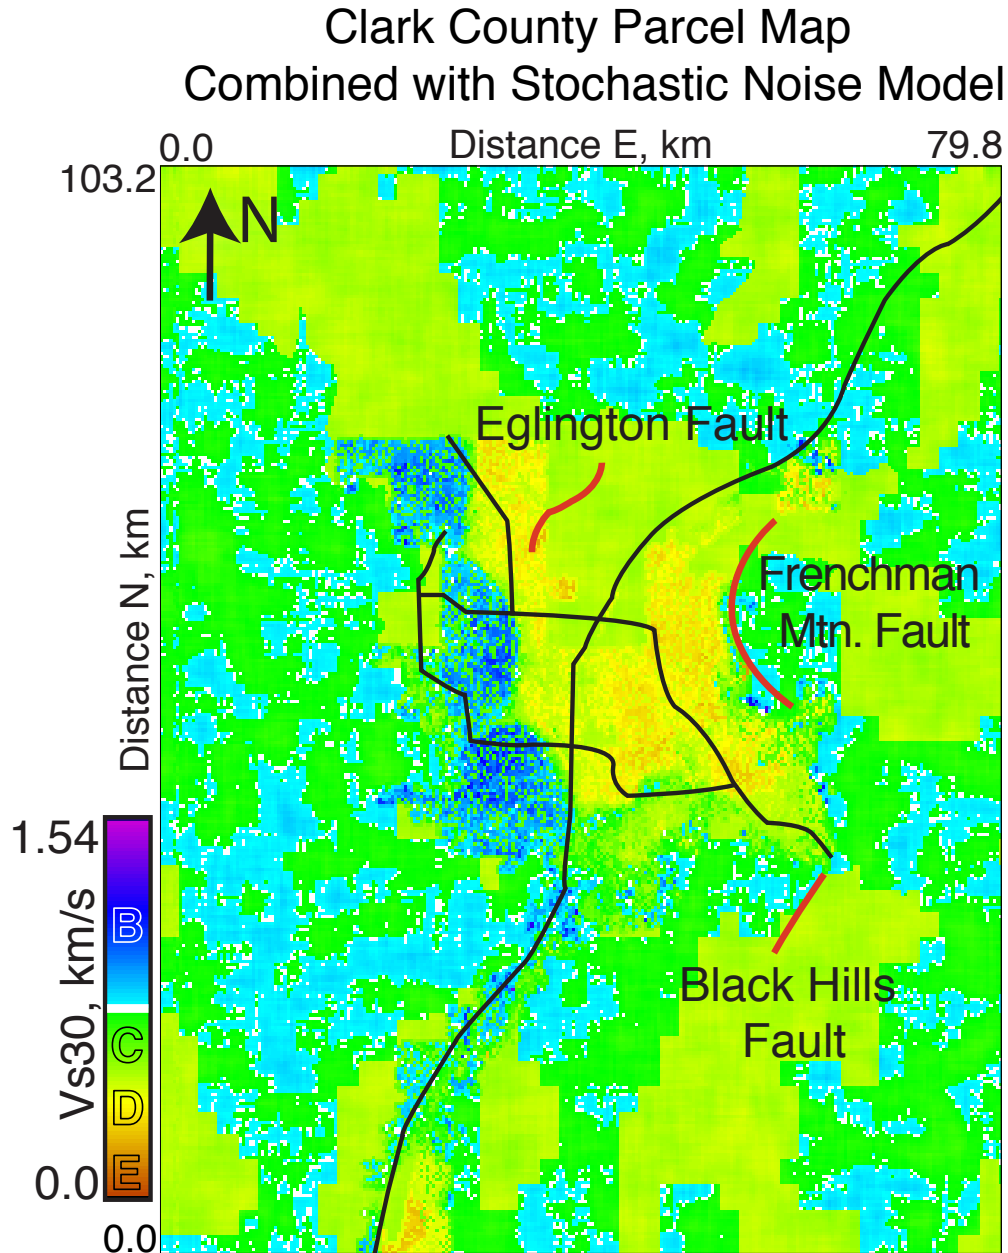 Clark County Parcel Map
Combined with Stochastic Noise Model
0.0 Distance E, km 79.8
103.2
N
Eglington Fault
Frenchman
Mtn. Fault
Distance N, km
1.54
Vs30, km/s
B
C
D
E
0.0
0.0
Black Hills
Fault